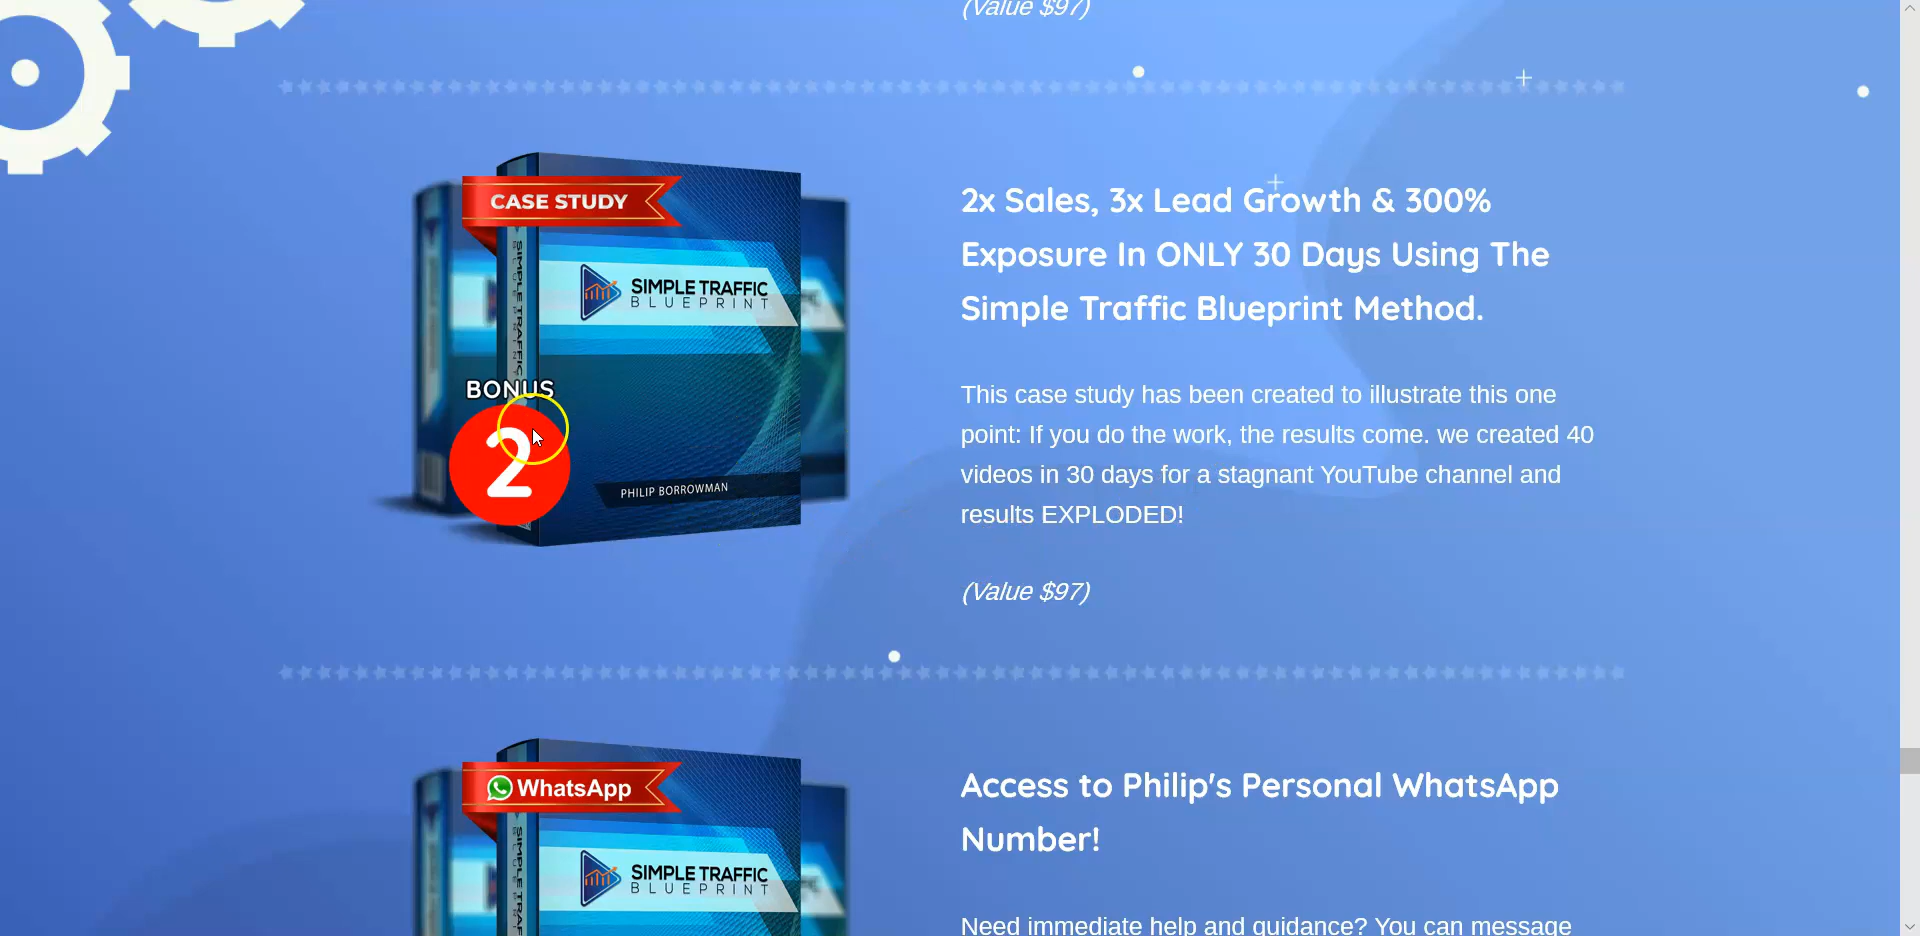 (Value $97)
CASE STUDY
SIMPLE TRAFFIC
BLUEPRINT
SIMPLE TRAFFIC
BONUS
2
PHILIP BORROWMAN
2x Sales, 3x Lead Growth & 300%
Exposure In ONLY 30 Days Using The
Simple Traffic Blueprint Method.
This case study has been created to illustrate this one
point: If you do the work, the results come. we created 40
videos in 30 days for a stagnant YouTube channel and
results EXPLODED!
(Value $97)
WhatsApp
SIMPLE TRAFFIC
BLUEPRINT
Access to Philip's Personal WhatsApp
Number!
Need immediate help and guidance? You can message